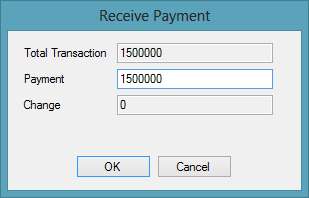 Receive Payment
Total Transaction 1500000
Payment 1500000
Change 0
OK Cancel